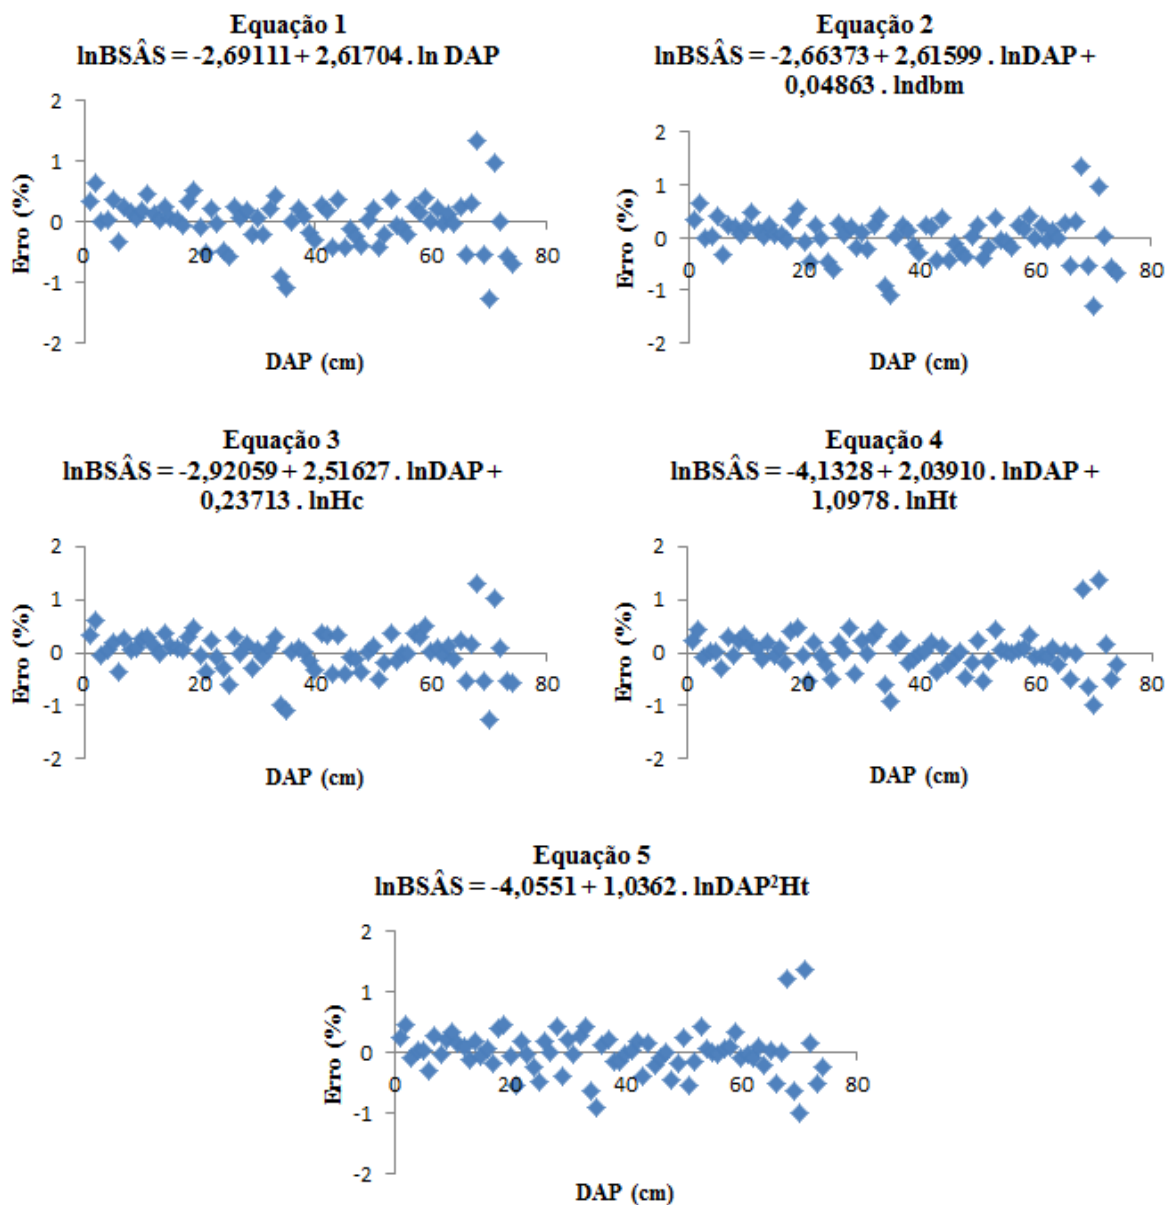 Equação 1
lnBSÂS = -2,69111+ 2,61704 . ln DAP
2
1
0
-1
-2
0
20
40
60
80
Erro (%)
DAP (cm)
Equação 2
lnBSÂS = -2,66373 + 2,61599 . lnDAP +
0,04863 . lndbm
2
1
0
-1
-2
0
20
40
60
80
Erro (%)
DAP (cm)
Equação 3
lnBSÂS = -2,92059 + 2,51627 . lnDAP +
0,23713 . lnHc
2
1
0
-1
-2
0
20
40
60
80
Erro (%)
DAP (cm)
Equação 4
lnBSÂS = -4,1328 + 2,03910 . lnDAP +
1,0978 . lnHt
2
1
0
-1
-2
0
20
40
60
80
Erro (%)
DAP (cm)
Equação 5
lnBSÂS = -4,0551 + 1,0362 . lnDAP²Ht
2
1
0
-1
-2
0
20
40
60
80
Erro (%)
DAP (cm)